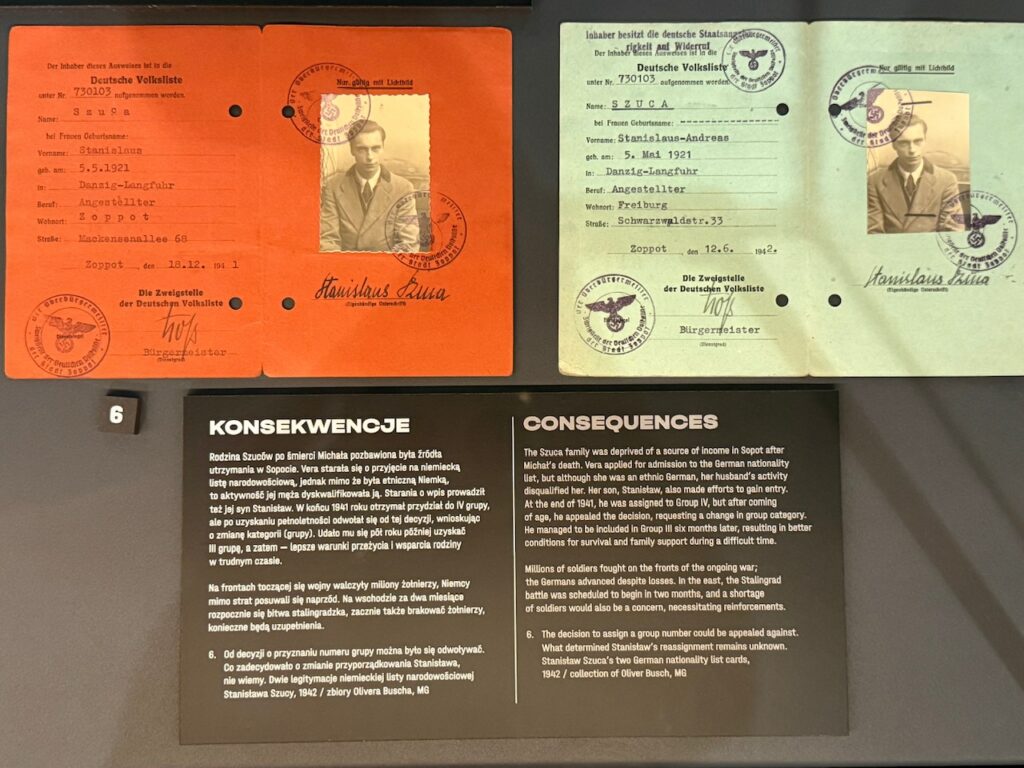 Der Inhaber dieses Ausweises ist in die
Deutsche Volksliste
unter Nr. 730103 aufgenommen worden.
Name: Szuca
bei Frauen Geburtsname:
Vorname: Stanislaus
geb. am: 5.5.1921
in: Danzig-Langfuhr
Beruf: Angestellter
Wohnort: Zoppot
Straße: Mackensenallee 68
Zoppot, den 18.12. 1941
Die Zweigstelle
der Deutschen Volksliste
Bürgermeister
(Dienstgrad)
Nur gültig mit Lichtbild
Stanislaus Szuca
(Eigenhändige Unterschrift)
Inhaber besitzt die deutsche Staatsange
rigkeit auf Widerruf
Der Inhaber dieses Ausweises ist in die
Deutsche Volksliste
unter Nr. 730103 aufgenommen worden.
Name: SZUCA
bei Frauen Geburtsname: -------------
Vorname: Stanislaus-Andreas
geb. am: 5. Mai 1921
in: Danzig-Langfuhr
Beruf: Angestellter
Wohnort: Freiburg
Straße: Schwarzwaldstr.33
Zoppot, den 12.6. 1942.
Die Zweigstelle
der Deutschen Volksliste
Bürgermeister
(Dienstgrad)
Nur gültig mit Lichtbild
Stanislaus Szuca
(Eigenhändige Unterschrift)
6
KONSEKWENCJE
Rodzina Szuców po śmierci Michała pozbawiona była źródła
utrzymania w Sopocie. Vera starała się o przyjęcie na niemiecką
listę narodowościową, jednak mimo że była etniczną Niemką,
to aktywność jej męża dyskwalifikowała ją. Starania o wpis prowadził
też jej syn Stanisław. W końcu 1941 roku otrzymał przydział do IV grupy,
ale po uzyskaniu pełnoletności odwołał się od tej decyzji, wnioskując
o zmianę kategorii (grupy). Udało mu się pół roku później uzyskać
III grupę, a zatem — lepsze warunki przeżycia i wsparcia rodziny
w trudnym czasie.
Na frontach toczącej się wojny walczyły miliony żołnierzy, Niemcy
mimo strat posuwali się naprzód. Na wschodzie za dwa miesiące
rozpocznie się bitwa stalingradzka, zacznie także brakować żołnierzy,
konieczne będą uzupełnienia.
6. Od decyzji o przyznaniu numeru grupy można było się odwoływać.
Co zadecydowało o zmianie przyporządkowania Stanisława,
nie wiemy. Dwie legitymacje niemieckiej listy narodowościowej
Stanisława Szucy, 1942 / zbiory Olivera Buscha, MG
CONSEQUENCES
The Szuca family was deprived of a source of income in Sopot after
Michał's death. Vera applied for admission to the German nationality
list, but although she was an ethnic German, her husband's activity
disqualified her. Her son, Stanisław, also made efforts to gain entry.
At the end of 1941, he was assigned to Group IV, but after coming
of age, he appealed the decision, requesting a change in group category.
He managed to be included in Group III six months later, resulting in better
conditions for survival and family support during a difficult time.
Millions of soldiers fought on the fronts of the ongoing war;
the Germans advanced despite losses. In the east, the Stalingrad
battle was scheduled to begin in two months, and a shortage
of soldiers would also be a concern, necessitating reinforcements.
6. The decision to assign a group number could be appealed against.
What determined Stanisław's reassignment remains unknown.
Stanisław Szuca's two German nationality list cards,
1942 / collection of Oliver Busch, MG